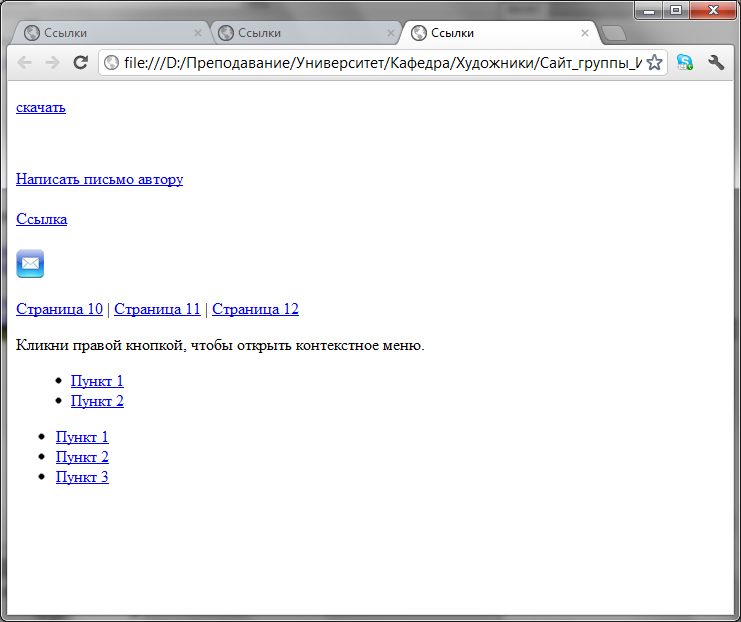 Ссылки Ссылки Ссылки
file:///D:/Преподавание/Университет/Кафедра/Художники/Сайт_группы_И
скачать
Написать письмо автору
Ссылка
Страница 10 | Страница 11 | Страница 12
Кликни правой кнопкой, чтобы открыть контекстное меню.
Пункт 1
Пункт 2
Пункт 1
Пункт 2
Пункт 3